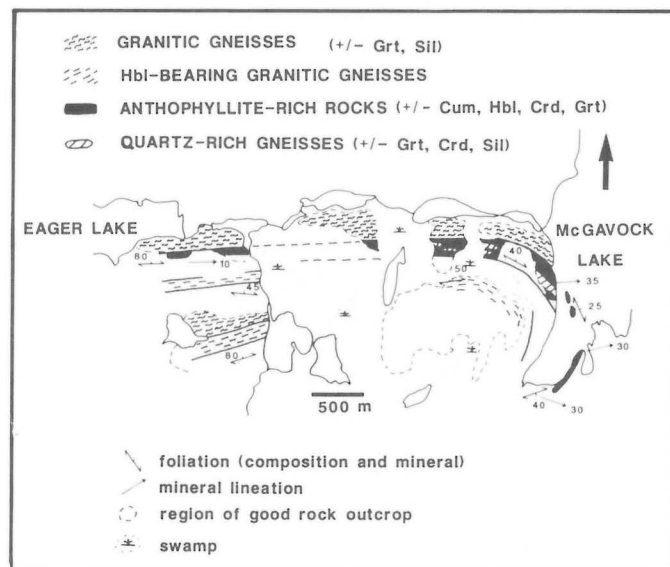 GRANITIC GNEISSES (+/- Grt, Sil)
Hbl-BEARING GRANITIC GNEISSES
ANTHOPHYLLITE-RICH ROCKS (+/- Cum, Hbl, Crd, Grt)
QUARTZ-RICH GNEISSES (+/- Grt, Crd, Sil)
EAGER LAKE
McGAVOCK
LAKE
80
10
45
80
50
40
35
25
30
40
30
500 m
foliation (composition and mineral)
mineral lineation
region of good rock outcrop
swamp